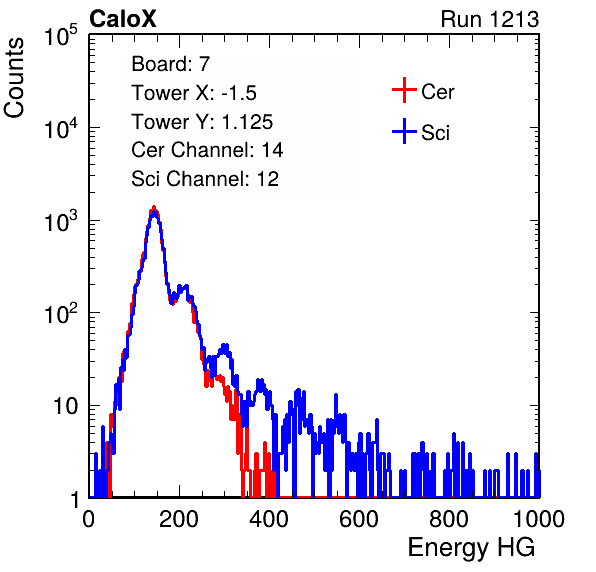 CaloX Run 1213
Counts
10^5
10^4
10^3
10^2
10
1
Board: 7
Tower X: -1.5
Tower Y: 1.125
Cer Channel: 14
Sci Channel: 12
Cer
Sci
0 200 400 600 800 1000
Energy HG